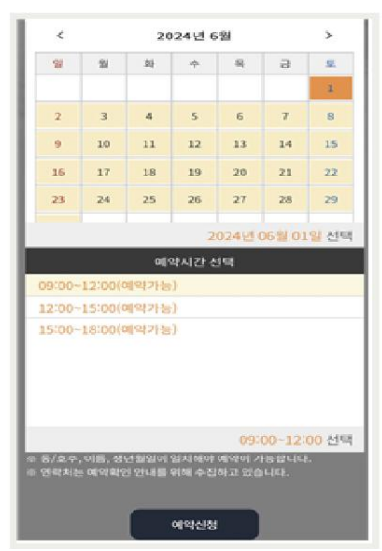 < 2024년 6월 >
일 월 화 수 목 금 토
1
2 3 4 5 6 7 8
9 10 11 12 13 14 15
16 17 18 19 20 21 22
23 24 25 26 27 28 29
2024년 06월 01일 선택
예약시간 선택
09:00~12:00(예약가능)
12:00~15:00(예약가능)
15:00~18:00(예약가능)
09:00~12:00 선택
※ 동/호수, 이름, 생년월일이 일치해야 예약이 가능합니다.
※ 연락처는 예약확인 안내를 위해 수집하고 있습니다.
예약신청